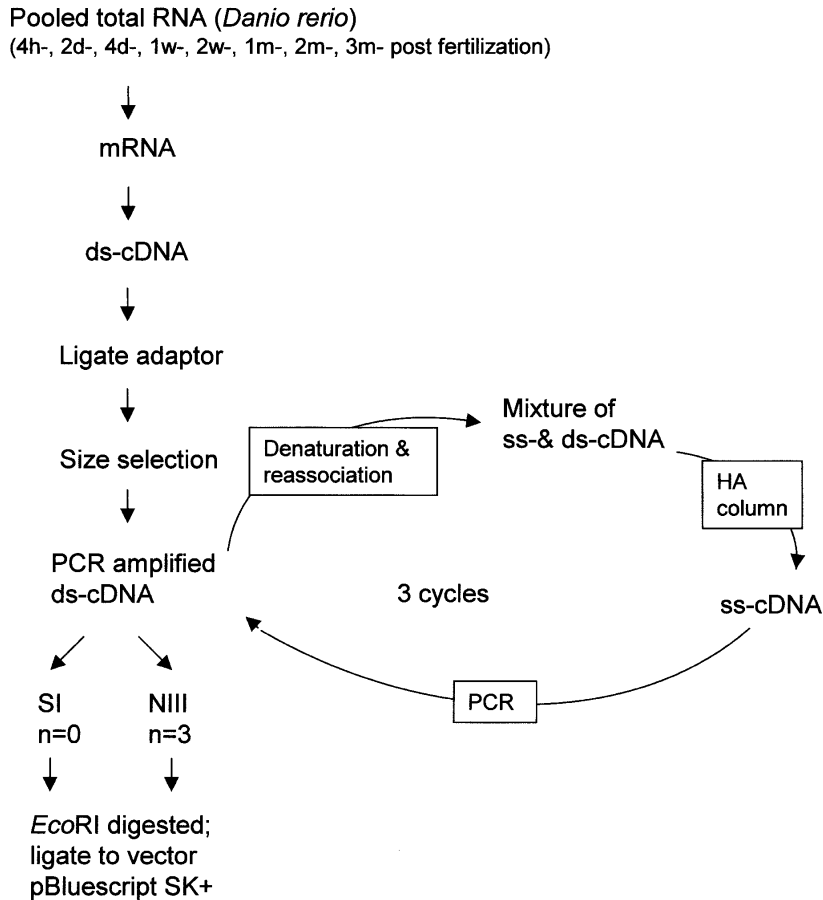 Pooled total RNA (Danio rerio)
(4h-, 2d-, 4d-, 1w-, 2w-, 1m-, 2m-, 3m- post fertilization)
mRNA
ds-cDNA
Ligate adaptor
Size selection
PCR amplified
ds-cDNA
Denaturation &
reassociation
Mixture of
ss-& ds-cDNA
HA
column
ss-cDNA
PCR
3 cycles
SI
n=0
NIII
n=3
EcoRI digested;
ligate to vector
pBluescript SK+